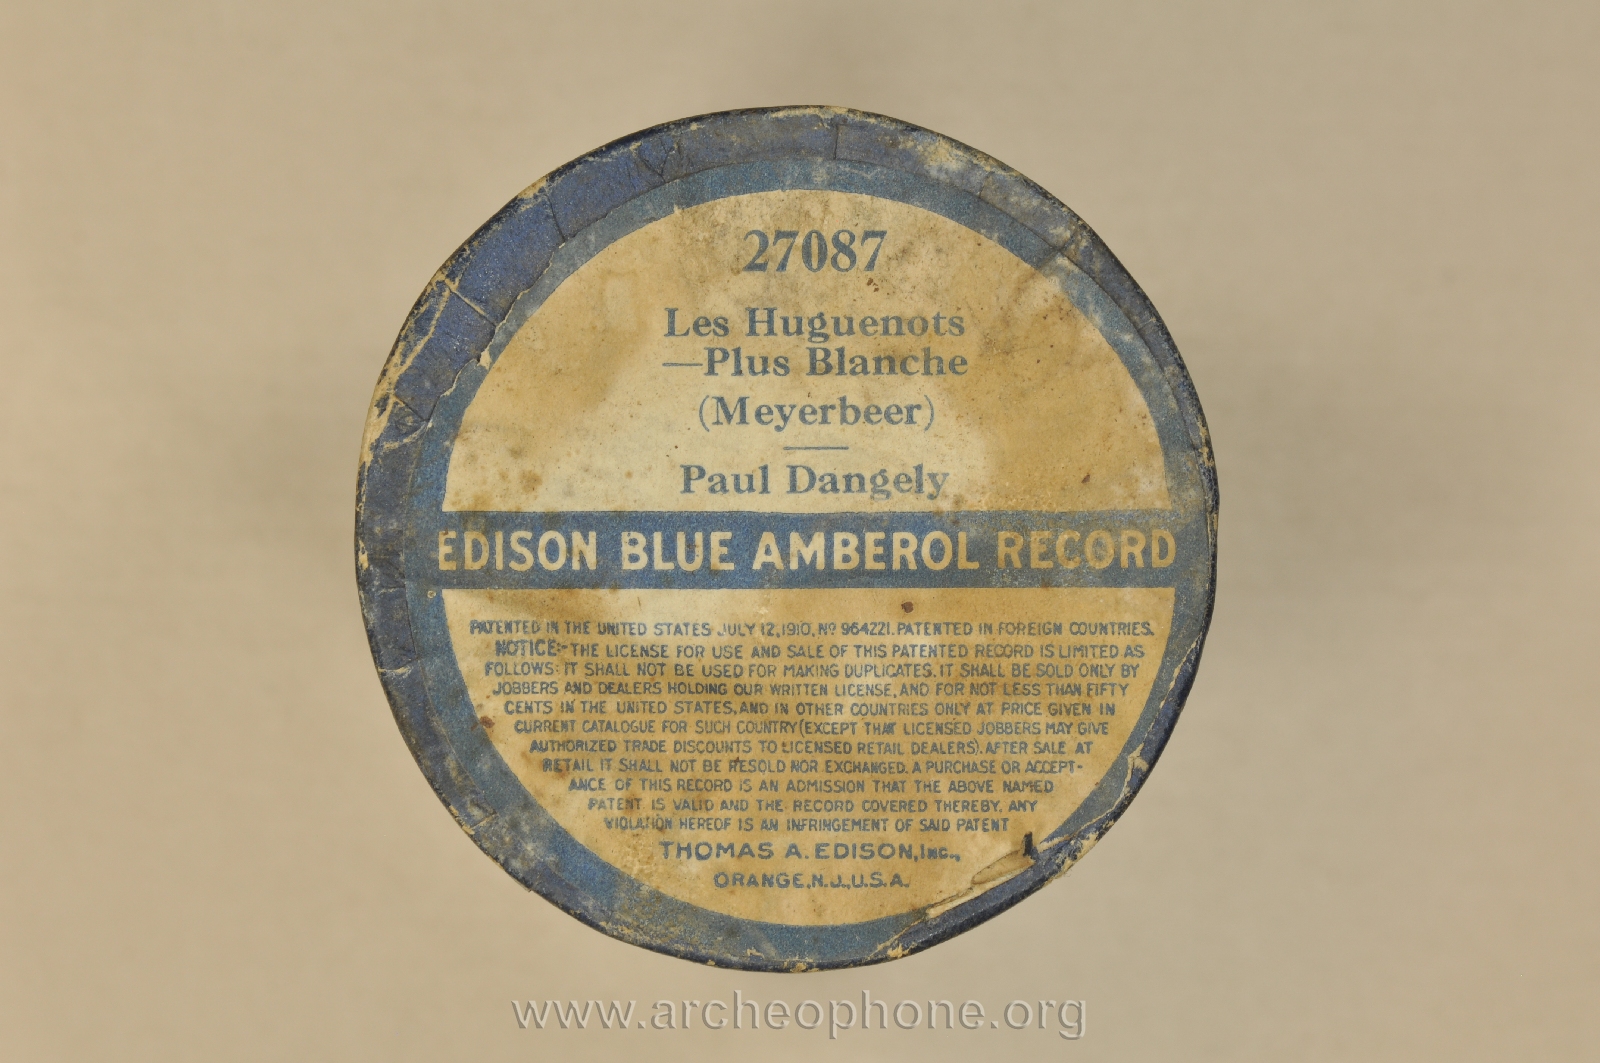 27087
Les Huguenots
—Plus Blanche
(Meyerbeer)
Paul Dangely
EDISON BLUE AMBEROL RECORD
PATENTED IN THE UNITED STATES JULY 12, 1910, Nº 964221. PATENTED IN FOREIGN COUNTRIES.
NOTICE:-THE LICENSE FOR USE AND SALE OF THIS PATENTED RECORD IS LIMITED AS
FOLLOWS: IT SHALL NOT BE USED FOR MAKING DUPLICATES. IT SHALL BE SOLD ONLY BY
JOBBERS AND DEALERS HOLDING OUR WRITTEN LICENSE, AND FOR NOT LESS THAN FIFTY
CENTS IN THE UNITED STATES, AND IN OTHER COUNTRIES ONLY AT PRICE GIVEN IN
CURRENT CATALOGUE FOR SUCH COUNTRY (EXCEPT THAT LICENSED JOBBERS MAY GIVE
AUTHORIZED TRADE DISCOUNTS TO LICENSED RETAIL DEALERS). AFTER SALE AT
RETAIL IT SHALL NOT BE RESOLD NOR EXCHANGED. A PURCHASE OR ACCEPT-
ANCE OF THIS RECORD IS AN ADMISSION THAT THE ABOVE NAMED
PATENT IS VALID AND THE RECORD COVERED THEREBY. ANY
VIOLATION HEREOF IS AN INFRINGEMENT OF SAID PATENT
THOMAS A. EDISON, INC.,
ORANGE, N.J., U.S.A.
www.archeophone.org